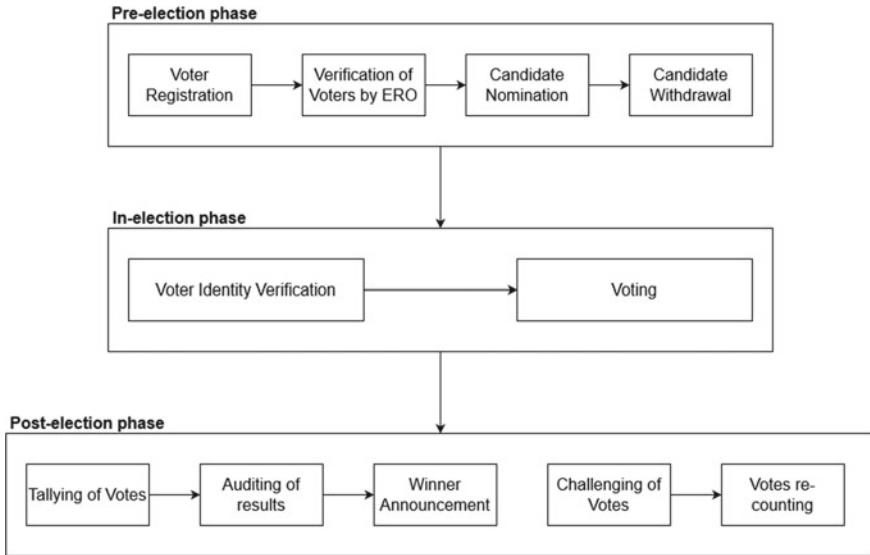 Pre-election phase
Voter
Registration
Verification of
Voters by ERO
Candidate
Nomination
Candidate
Withdrawal
In-election phase
Voter Identity Verification
Voting
Post-election phase
Tallying of Votes
Auditing of
results
Winner
Announcement
Challenging of
Votes
Votes re-
counting